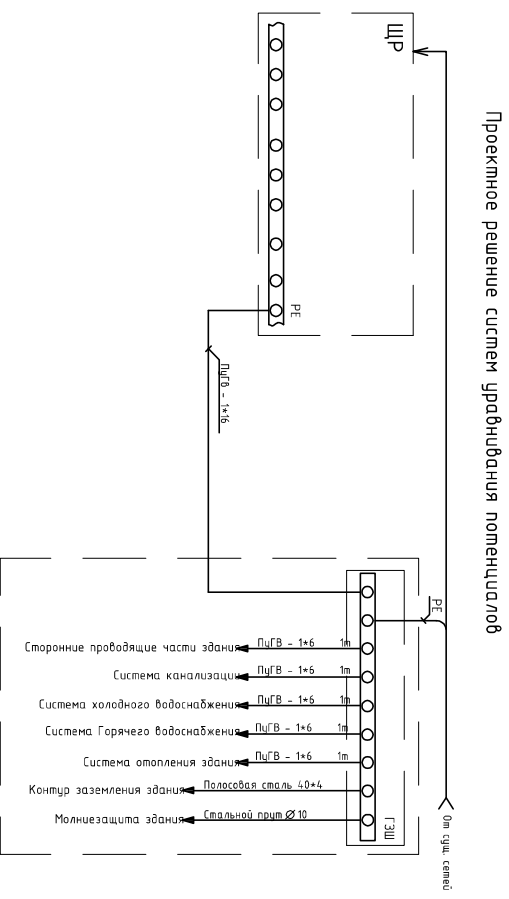 Проектное решение систем уравнивания потенциалов
ЩР
PE
ПуГВ - 1*16
PE
Сторонние проводящие части здания ПуГВ - 1*6 1m
Система канализации ПуГВ - 1*6 1m
Система холодного водоснабжения ПуГВ - 1*6 1m
Система Горячего водоснабжения ПуГВ - 1*6 1m
Система отопления здания ПуГВ - 1*6 1m
Контур заземления здания Полосовая сталь 40*4
Молниезащита здания Стальной прут Ø10
ГЗШ
От сущ. сетей